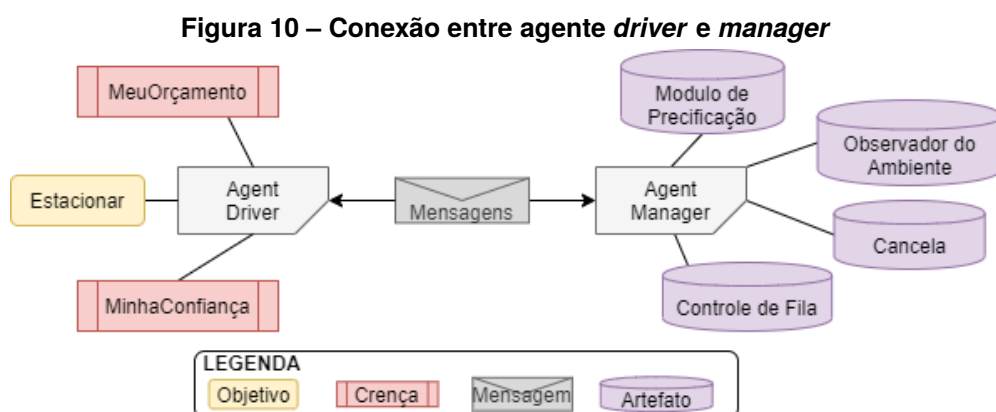 Figura 10 – Conexão entre agente driver e manager
MeuOrçamento
Modulo de
Precificação
Observador do
Ambiente
Estacionar
Agent
Driver
Mensagens
Agent
Manager
Cancela
MinhaConfiança
Controle de Fila
LEGENDA
Objetivo
Crença
Mensagem
Artefato